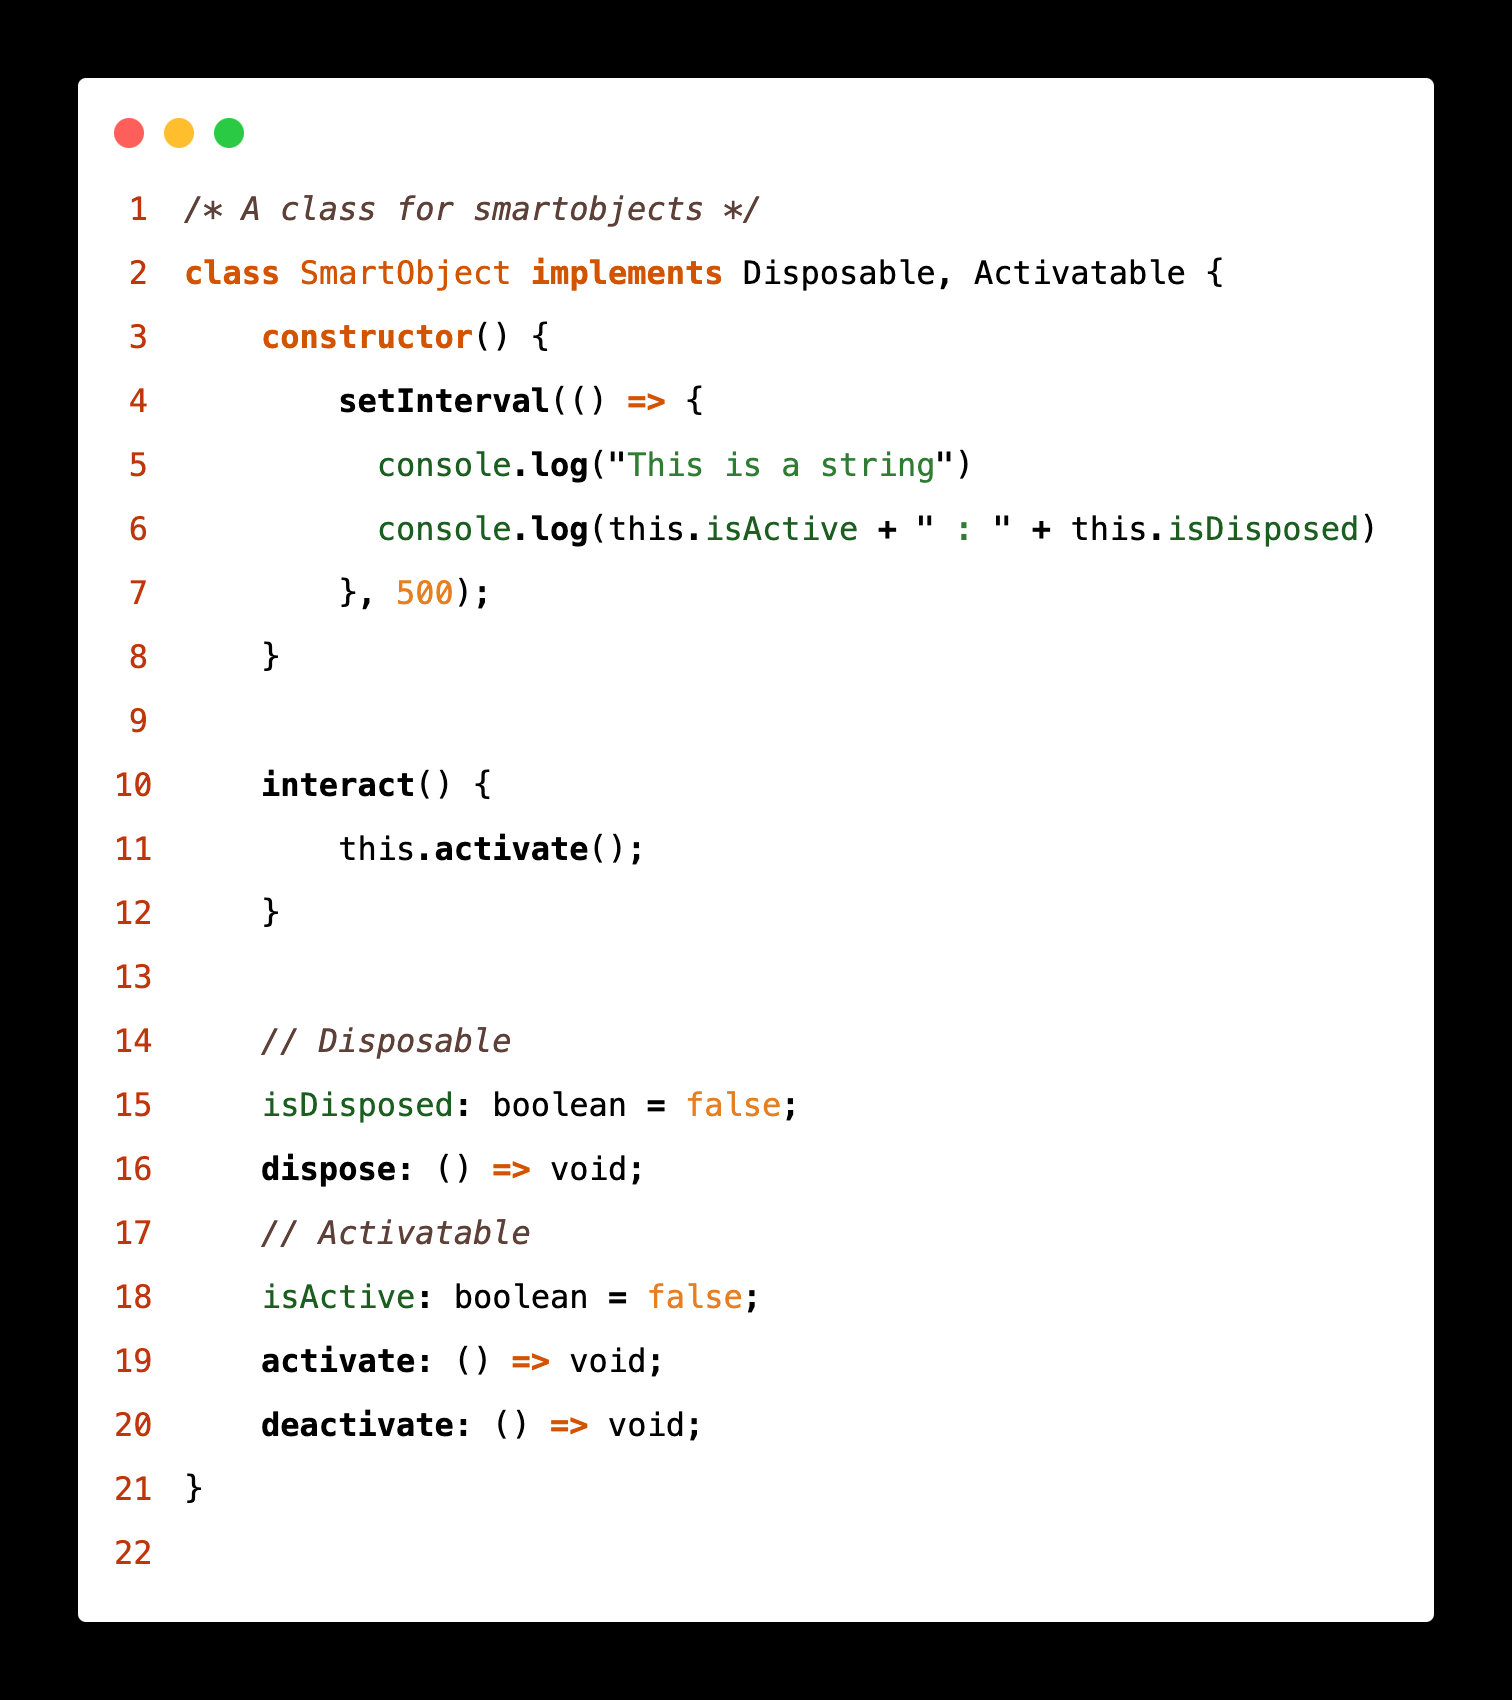 1 /* A class for smartobjects */
2 class SmartObject implements Disposable, Activatable {
3     constructor() {
4         setInterval(() => {
5           console.log("This is a string")
6           console.log(this.isActive + " : " + this.isDisposed)
7         }, 500);
8     }
9
10     interact() {
11         this.activate();
12     }
13
14     // Disposable
15     isDisposed: boolean = false;
16     dispose: () => void;
17     // Activatable
18     isActive: boolean = false;
19     activate: () => void;
20     deactivate: () => void;
21 }
22